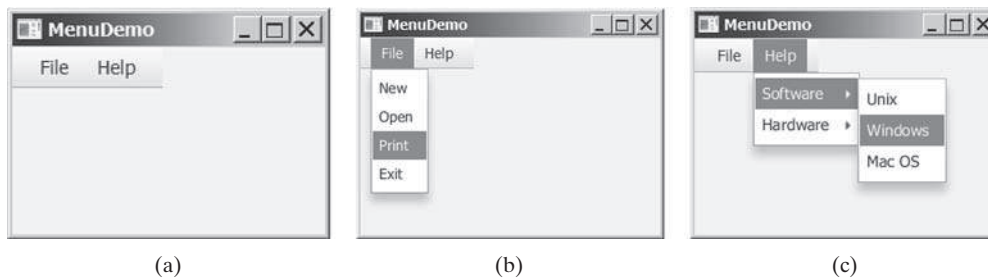 MenuDemo
File Help
(a)
MenuDemo
File Help
New
Open
Print
Exit
(b)
MenuDemo
File Help
Software
Hardware
Unix
Windows
Mac OS
(c)